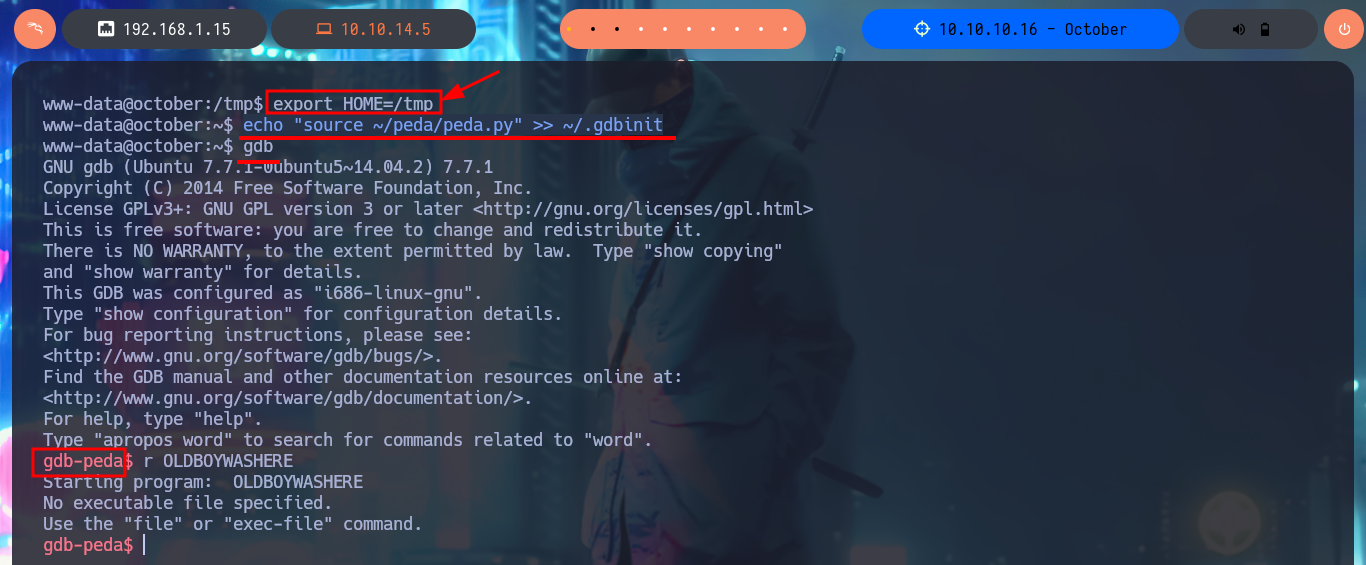 192.168.1.15
10.10.14.5
10.10.10.16 - October
www-data@october:/tmp$ export HOME=/tmp
www-data@october:~$ echo "source ~/peda/peda.py" >> ~/.gdbinit
www-data@october:~$ gdb
GNU gdb (Ubuntu 7.7.1-0ubuntu5~14.04.2) 7.7.1
Copyright (C) 2014 Free Software Foundation, Inc.
License GPLv3+: GNU GPL version 3 or later <http://gnu.org/licenses/gpl.html>
This is free software: you are free to change and redistribute it.
There is NO WARRANTY, to the extent permitted by law.  Type "show copying"
and "show warranty" for details.
This GDB was configured as "i686-linux-gnu".
Type "show configuration" for configuration details.
For bug reporting instructions, please see:
<http://www.gnu.org/software/gdb/bugs/>.
Find the GDB manual and other documentation resources online at:
<http://www.gnu.org/software/gdb/documentation/>.
For help, type "help".
Type "apropos word" to search for commands related to "word".
gdb-peda$ r OLDBOYWASHERE
Starting program:  OLDBOYWASHERE
No executable file specified.
Use the "file" or "exec-file" command.
gdb-peda$